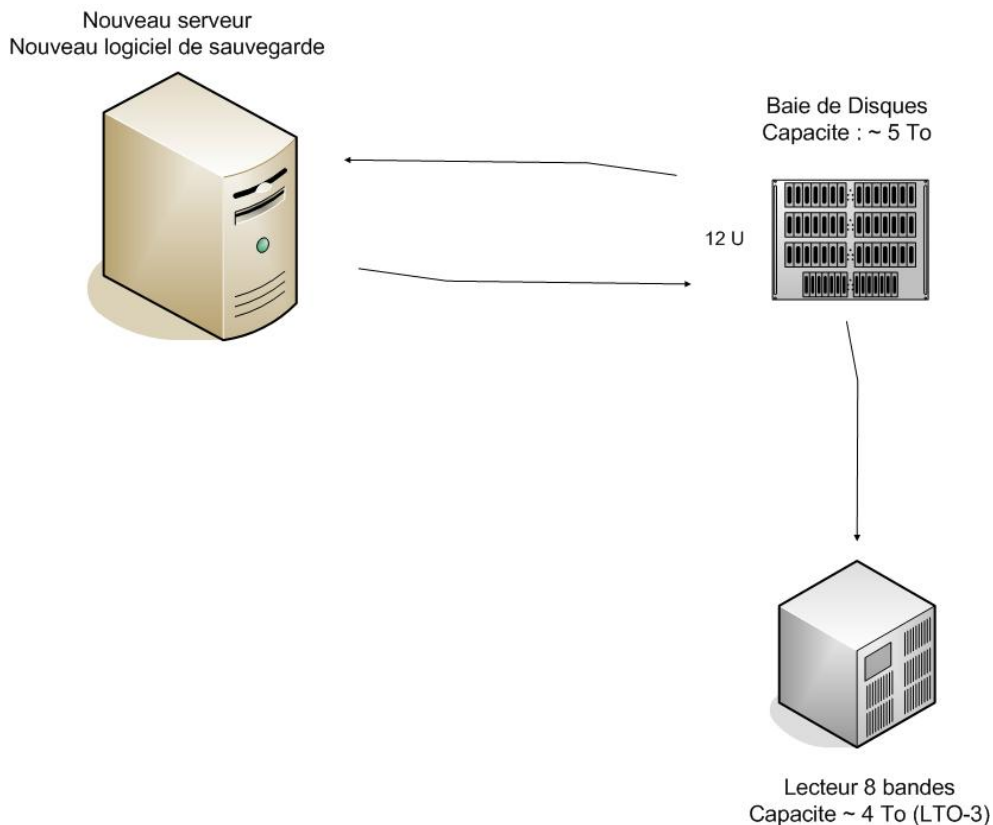 Nouveau serveur
Nouveau logiciel de sauvegarde
Baie de Disques
Capacite : ~ 5 To
12 U
Lecteur 8 bandes
Capacite ~ 4 To (LTO-3)